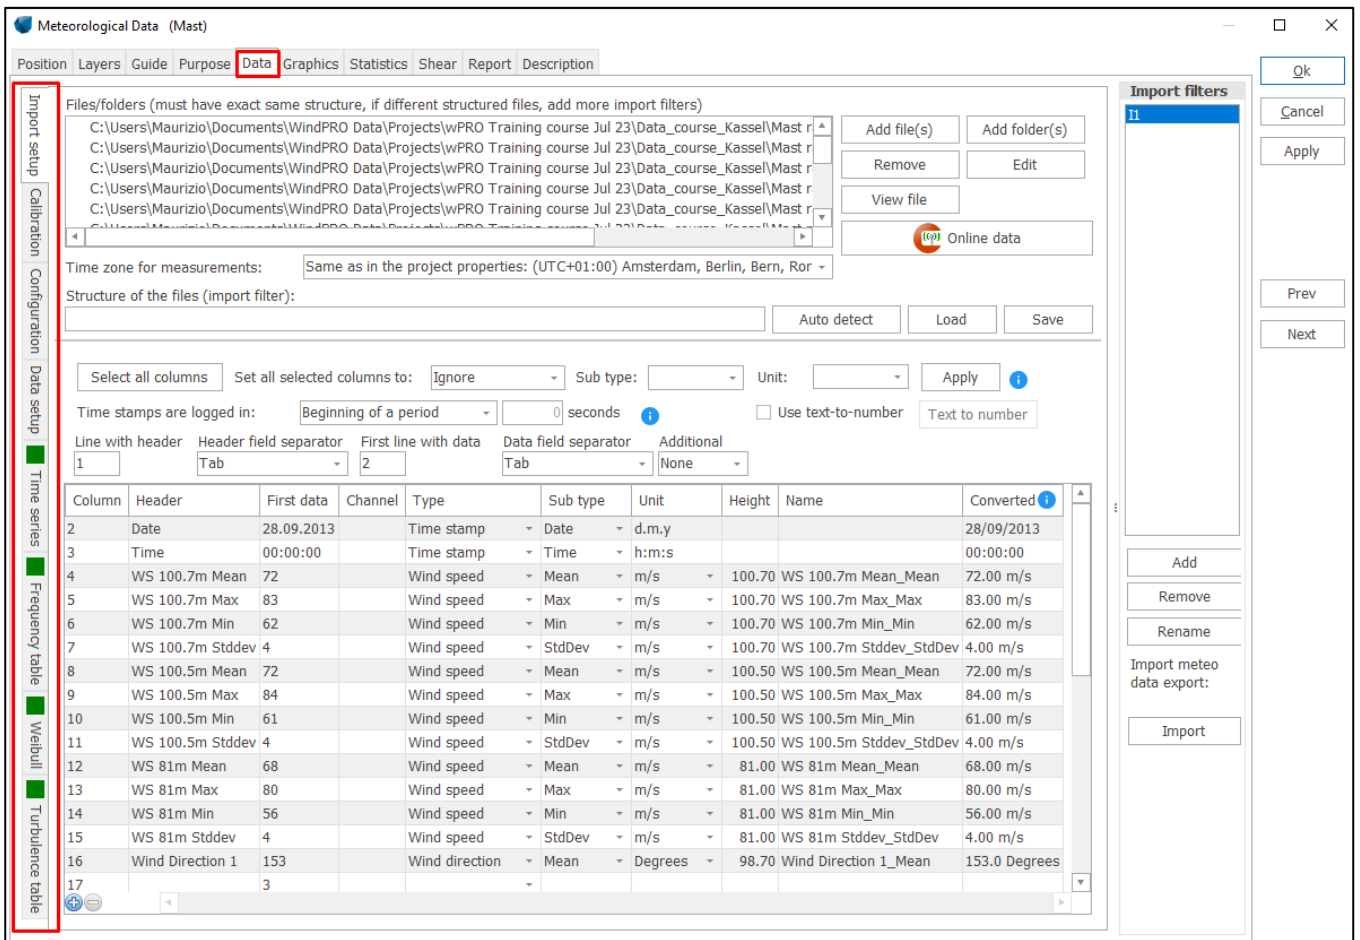 Meteorological Data (Mast)
Position Layers Guide Purpose Data Graphics Statistics Shear Report Description
Import setup
Calibration
Configuration
Data setup
Time series
Frequency table
Weibull
Turbulence table
Files/folders (must have exact same structure, if different structured files, add more import filters)
C:\Users\Maurizio\Documents\WindPRO Data\Projects\wPRO Training course Jul 23\Data_course_Kassel\Mast r
C:\Users\Maurizio\Documents\WindPRO Data\Projects\wPRO Training course Jul 23\Data_course_Kassel\Mast r
C:\Users\Maurizio\Documents\WindPRO Data\Projects\wPRO Training course Jul 23\Data_course_Kassel\Mast r
C:\Users\Maurizio\Documents\WindPRO Data\Projects\wPRO Training course Jul 23\Data_course_Kassel\Mast r
C:\Users\Maurizio\Documents\WindPRO Data\Projects\wPRO Training course Jul 23\Data_course_Kassel\Mast r
Add file(s) Add folder(s)
Remove Edit
View file
Online data
Time zone for measurements: Same as in the project properties: (UTC+01:00) Amsterdam, Berlin, Bern, Ror
Structure of the files (import filter):
Auto detect Load Save
Select all columns Set all selected columns to: Ignore Sub type: Unit: Apply
Time stamps are logged in: Beginning of a period 0 seconds Use text-to-number Text to number
Line with header Header field separator First line with data Data field separator Additional
1 Tab 2 Tab None
Column Header First data Channel Type Sub type Unit Height Name Converted
2 Date 28.09.2013 Time stamp Date d.m.y 28/09/2013
3 Time 00:00:00 Time stamp Time h:m:s 00:00:00
4 WS 100.7m Mean 72 Wind speed Mean m/s 100.70 WS 100.7m Mean_Mean 72.00 m/s
5 WS 100.7m Max 83 Wind speed Max m/s 100.70 WS 100.7m Max_Max 83.00 m/s
6 WS 100.7m Min 62 Wind speed Min m/s 100.70 WS 100.7m Min_Min 62.00 m/s
7 WS 100.7m Stddev 4 Wind speed StdDev m/s 100.70 WS 100.7m Stddev_StdDev 4.00 m/s
8 WS 100.5m Mean 72 Wind speed Mean m/s 100.50 WS 100.5m Mean_Mean 72.00 m/s
9 WS 100.5m Max 84 Wind speed Max m/s 100.50 WS 100.5m Max_Max 84.00 m/s
10 WS 100.5m Min 61 Wind speed Min m/s 100.50 WS 100.5m Min_Min 61.00 m/s
11 WS 100.5m Stddev 4 Wind speed StdDev m/s 100.50 WS 100.5m Stddev_StdDev 4.00 m/s
12 WS 81m Mean 68 Wind speed Mean m/s 81.00 WS 81m Mean_Mean 68.00 m/s
13 WS 81m Max 80 Wind speed Max m/s 81.00 WS 81m Max_Max 80.00 m/s
14 WS 81m Min 56 Wind speed Min m/s 81.00 WS 81m Min_Min 56.00 m/s
15 WS 81m Stddev 4 Wind speed StdDev m/s 81.00 WS 81m Stddev_StdDev 4.00 m/s
16 Wind Direction 1 153 Wind direction Mean Degrees 98.70 Wind Direction 1_Mean 153.0 Degrees
17 3
Import filters
I1
Add
Remove
Rename
Import meteo
data export:
Import
Ok
Cancel
Apply
Prev
Next